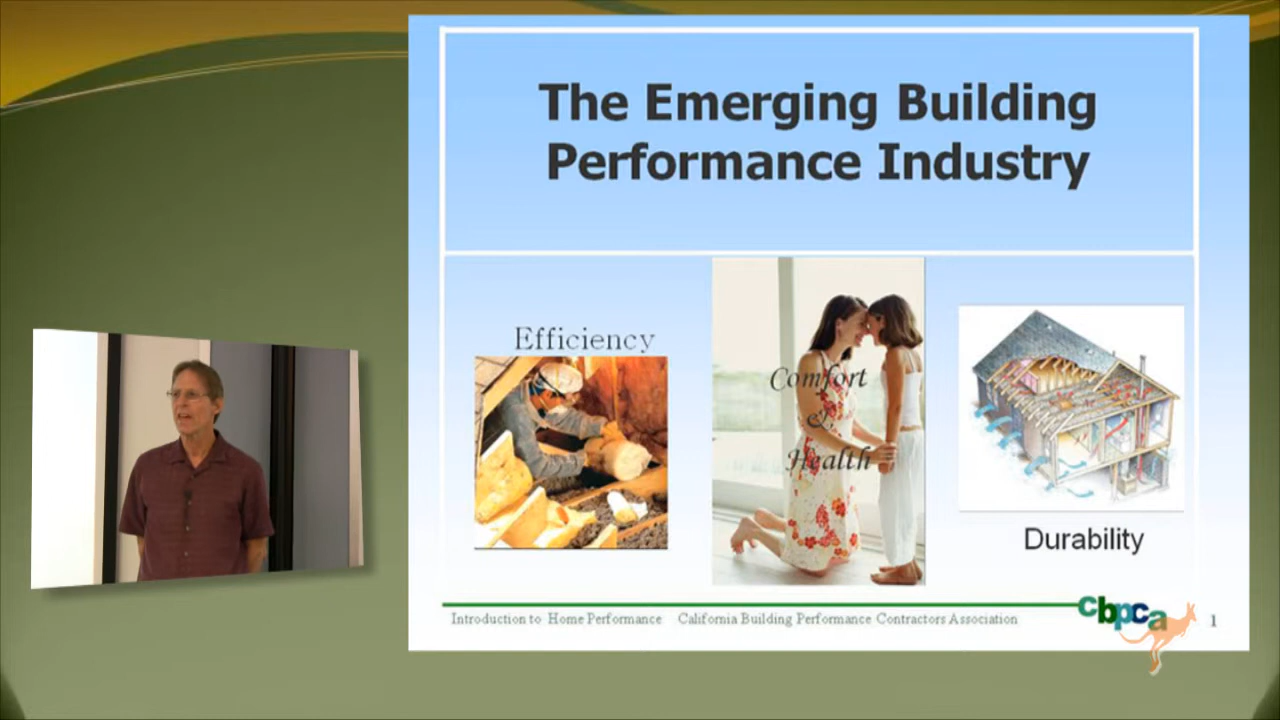 The Emerging Building
Performance Industry
Efficiency
Comfort
&
Health
Durability
Introduction to Home Performance California Building Performance Contractors Association
cbpca
1